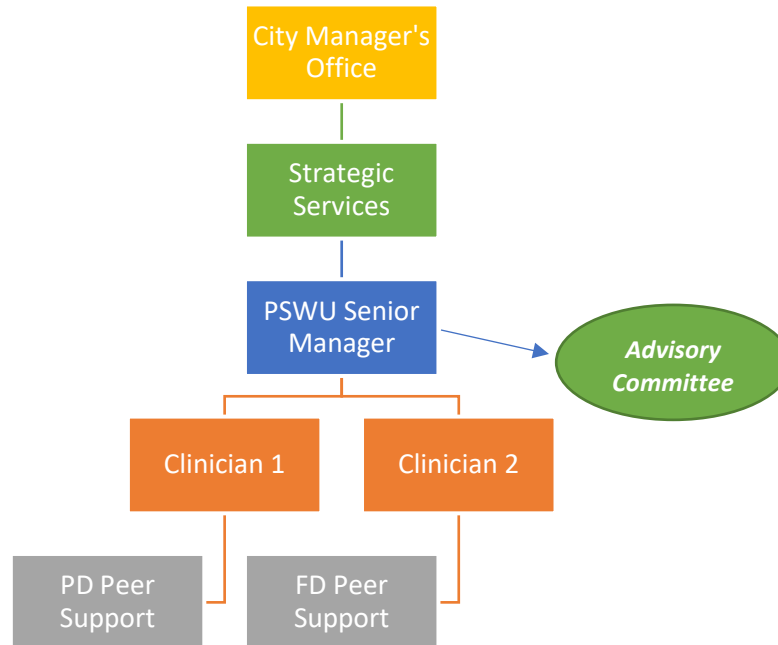 City Manager's
Office
Strategic
Services
PSWU Senior
Manager
Advisory
Committee
Clinician 1
Clinician 2
PD Peer
Support
FD Peer
Support